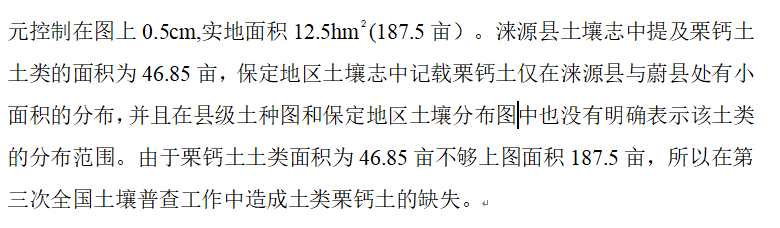 元控制在图上 0.5cm,实地面积 12.5hm²(187.5 亩）。涞源县土壤志中提及栗钙土
土类的面积为 46.85 亩，保定地区土壤志中记载栗钙土仅在涞源县与蔚县处有小
面积的分布，并且在县级土种图和保定地区土壤分布图中也没有明确表示该土类
的分布范围。由于栗钙土土类面积为 46.85 亩不够上图面积 187.5 亩，所以在第
三次全国土壤普查工作中造成土类栗钙土的缺失。